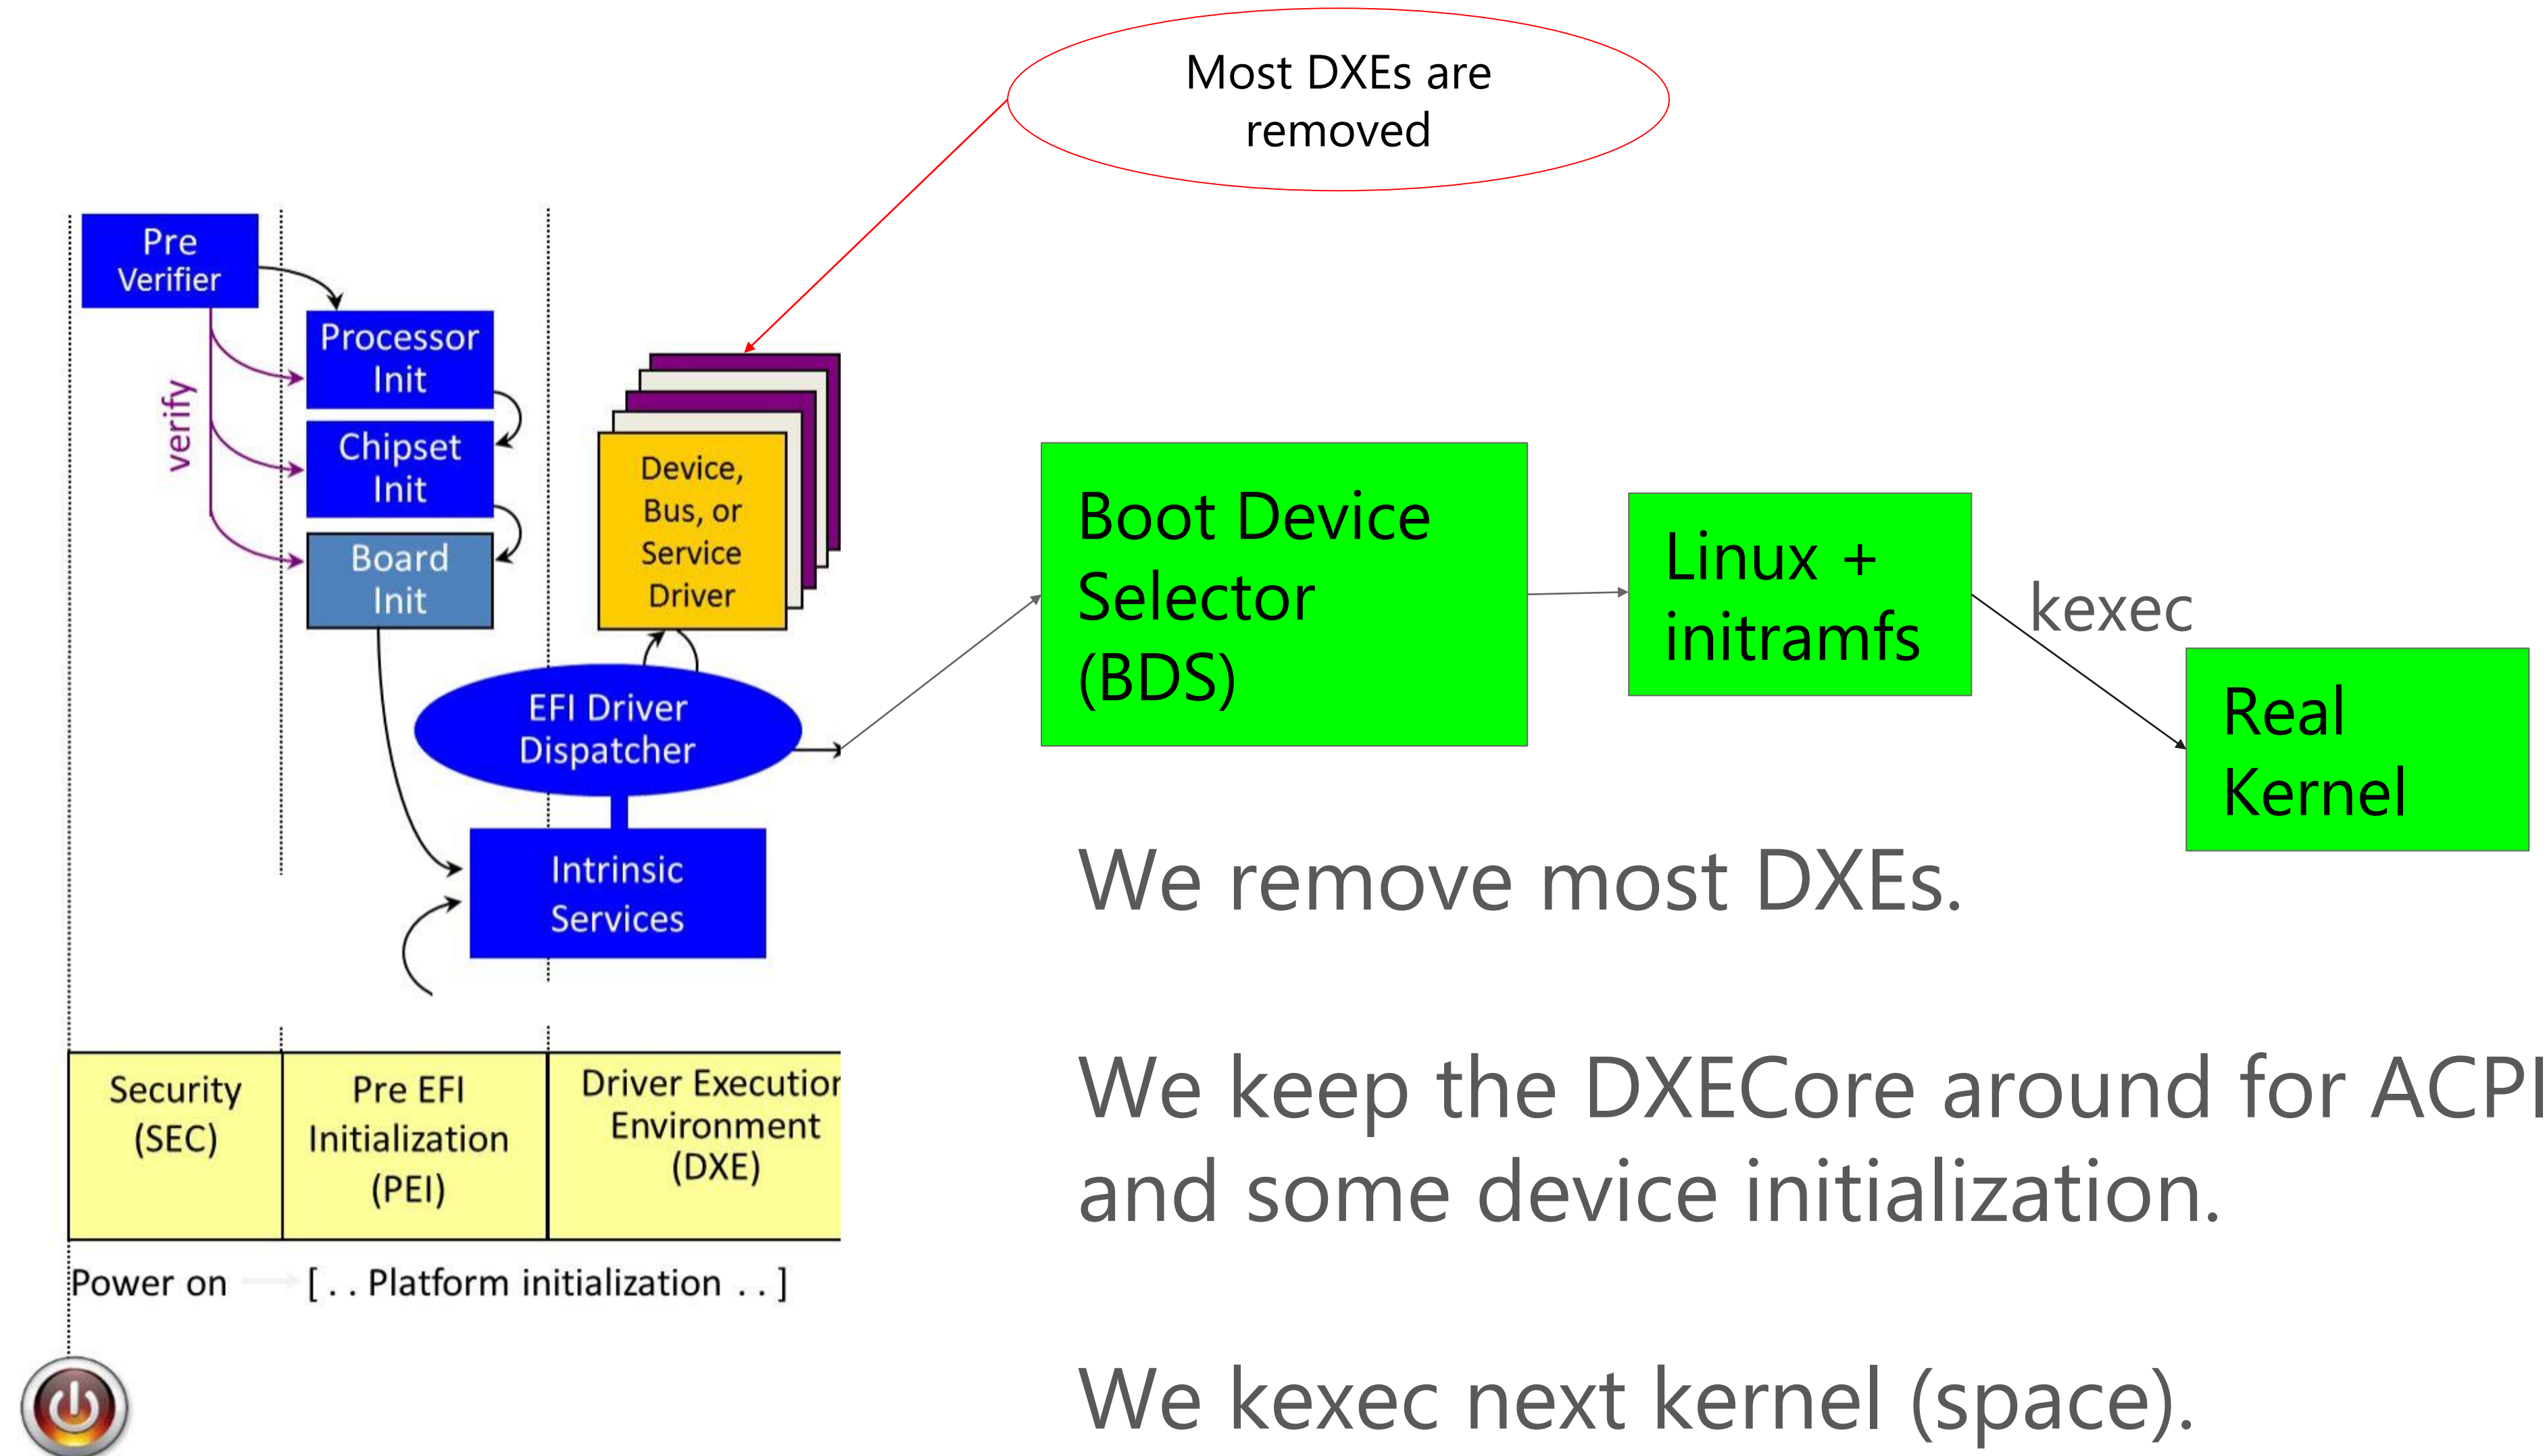 Most DXEs are
removed
Pre
Verifier
verify
Processor
Init
Chipset
Init
Board
Init
Device,
Bus, or
Service
Driver
EFI Driver
Dispatcher
Intrinsic
Services
Boot Device
Selector
(BDS)
Linux +
initramfs
kexec
Real
Kernel
We remove most DXEs.
We keep the DXECore around for ACPI
and some device initialization.
We kexec next kernel (space).
Security
(SEC)
Pre EFI
Initialization
(PEI)
Driver Execution
Environment
(DXE)
Power on [ . . Platform initialization . . ]